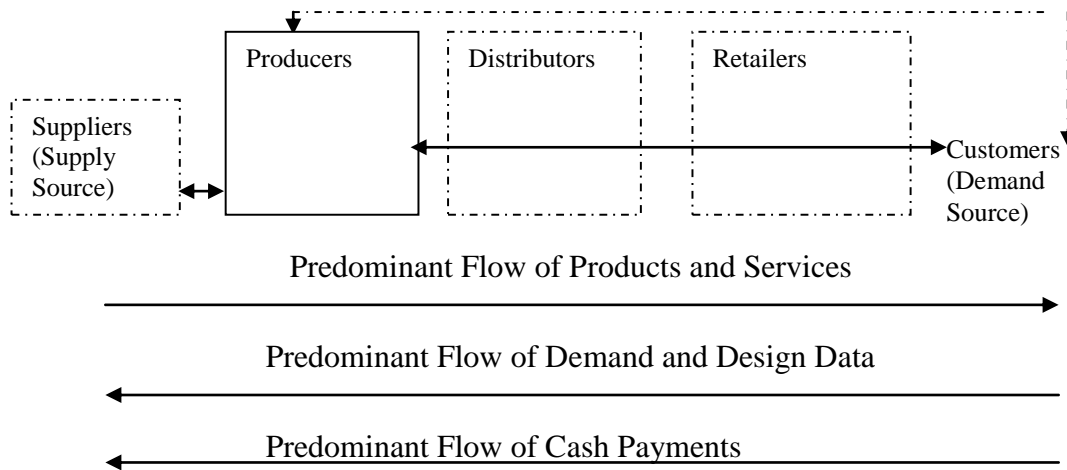 Producers
Distributors
Retailers
Suppliers
(Supply
Source)
Customers
(Demand
Source)
Predominant Flow of Products and Services
Predominant Flow of Demand and Design Data
Predominant Flow of Cash Payments